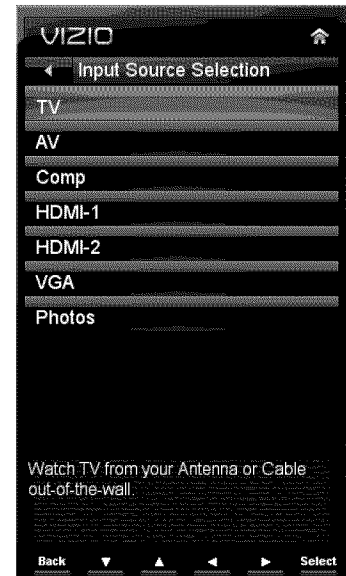 VIZIO
Input Source Selection
TV
AV
Comp
HDMI-1
HDMI-2
VGA
Photos
Watch TV from your Antenna or Cable
out-of-the-wall.
Back Select